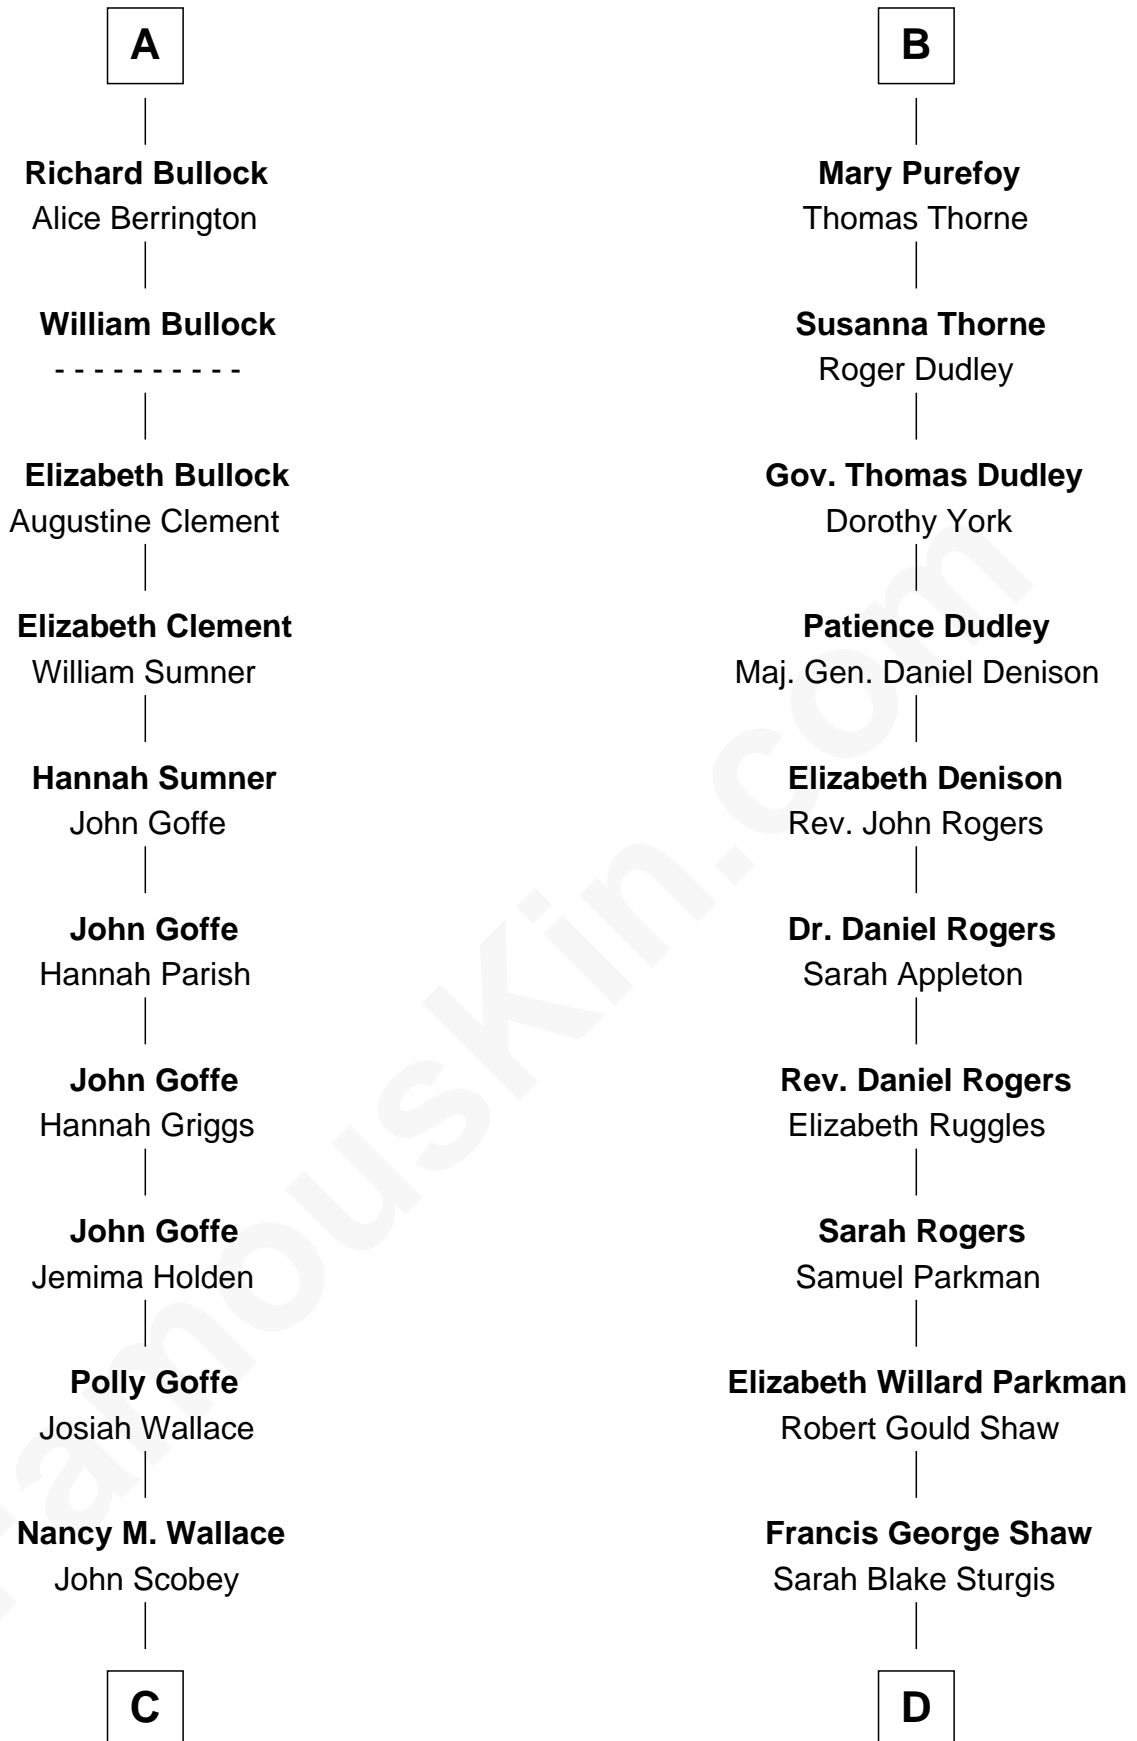 A
Richard Bullock
Alice Berrington
William Bullock
- - - - - - - - - -
Elizabeth Bullock
Augustine Clement
Elizabeth Clement
William Sumner
Hannah Sumner
John Goffe
John Goffe
Hannah Parish
John Goffe
Hannah Griggs
John Goffe
Jemima Holden
Polly Goffe
Josiah Wallace
Nancy M. Wallace
John Scobey
C
B
Mary Purefoy
Thomas Thorne
Susanna Thorne
Roger Dudley
Gov. Thomas Dudley
Dorothy York
Patience Dudley
Maj. Gen. Daniel Denison
Elizabeth Denison
Rev. John Rogers
Dr. Daniel Rogers
Sarah Appleton
Rev. Daniel Rogers
Elizabeth Ruggles
Sarah Rogers
Samuel Parkman
Elizabeth Willard Parkman
Robert Gould Shaw
Francis George Shaw
Sarah Blake Sturgis
D
FamousKin.com